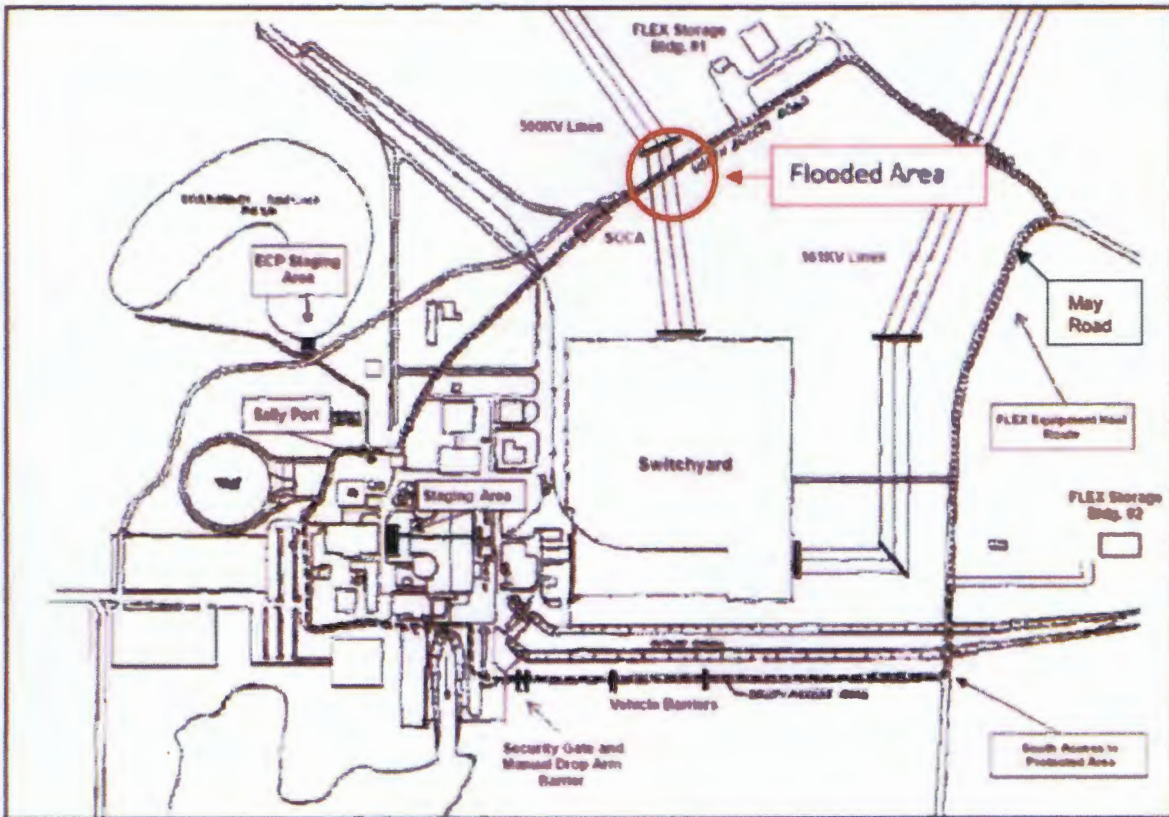 FLEX Storage
Bldg. #1
500KV Lines
Flooded Area
SOCA
ECP Staging
Area
161KV Lines
May
Road
Sally Port
FLEX Equipment Haul
Route
Switchyard
Staging Area
FLEX Storage
Bldg. #2
Vehicle Barriers
Security Gate and
Manual Drop Arm
Barrier
South Access to
Protected Area